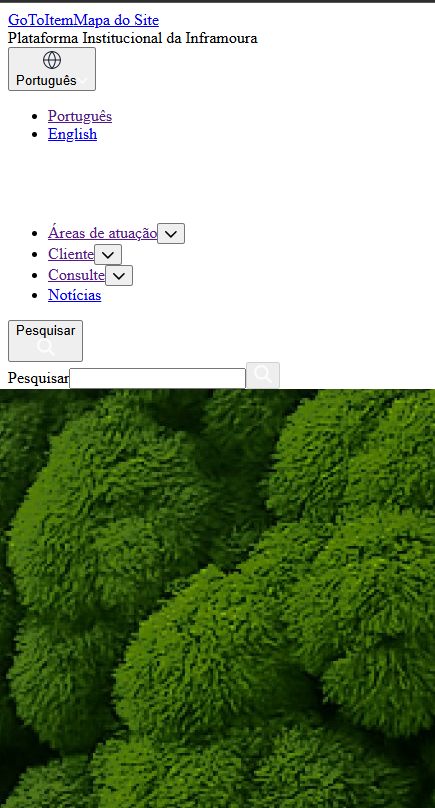 GoToItemMapa do Site
Plataforma Institucional da Inframoura
Português
Português
English
Áreas de atuação
Cliente
Consulte
Notícias
Pesquisar
Pesquisar